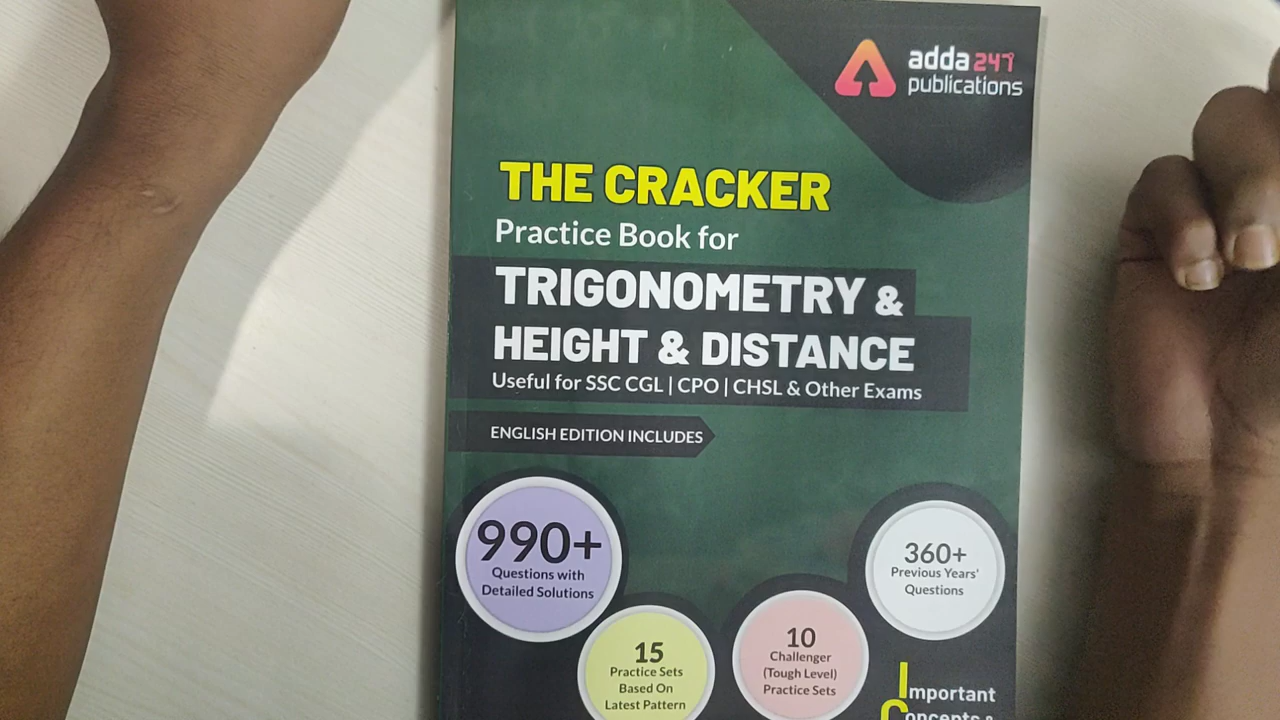 adda 247
publications
THE CRACKER
Practice Book for
TRIGONOMETRY &
HEIGHT & DISTANCE
Useful for SSC CGL | CPO | CHSL & Other Exams
ENGLISH EDITION INCLUDES
990+
Questions with
Detailed Solutions
15
Practice Sets
Based On
Latest Pattern
10
Challenger
(Tough Level)
Practice Sets
360+
Previous Years'
Questions
Important
Concepts &